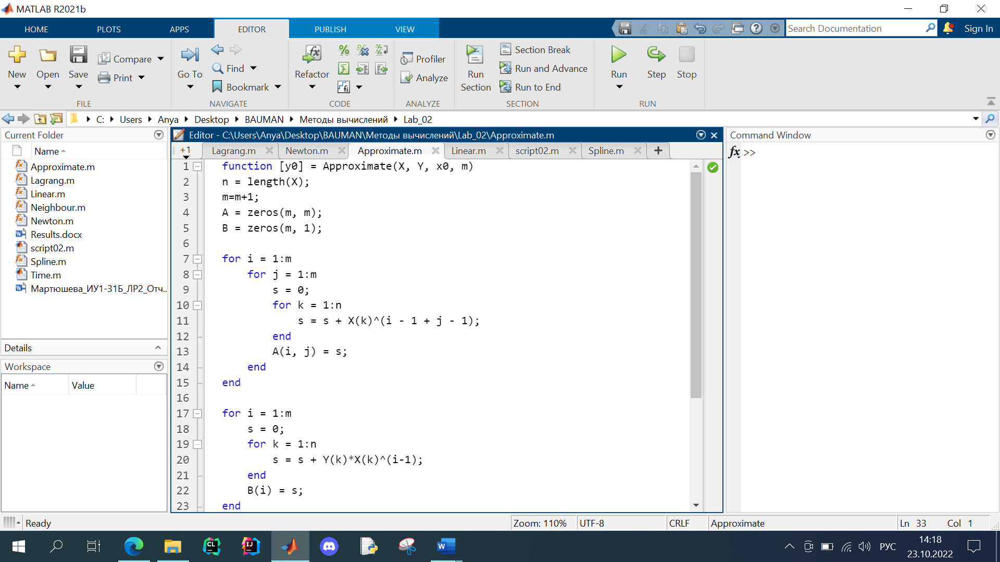 MATLAB R2021b
HOME PLOTS APPS EDITOR PUBLISH VIEW
Search Documentation
Sign In
New
Open
Save
Compare
Print
FILE
Go To
Find
Bookmark
NAVIGATE
Refactor
CODE
Profiler
Analyze
ANALYZE
Run Section
Section Break
Run and Advance
Run to End
SECTION
Run
Step
Stop
RUN
C: Users Anya Desktop BAUMAN Методы вычислений Lab_02
Current Folder
Name
Approximate.m
Lagrang.m
Linear.m
Neighbour.m
Newton.m
Results.docx
script02.m
Spline.m
Time.m
Мартюшева_ИУ1-31Б_ЛР2_Отч...
Details
Workspace
Name Value
Editor - C:\Users\Anya\Desktop\BAUMAN\Методы вычислений\Lab_02\Approximate.m
+1 Lagrang.m Newton.m Approximate.m Linear.m script02.m Spline.m +
1 function [y0] = Approximate(X, Y, x0, m)
2 n = length(X);
3 m=m+1;
4 A = zeros(m, m);
5 B = zeros(m, 1);
6
7 for i = 1:m
8 for j = 1:m
9 s = 0;
10 for k = 1:n
11 s = s + X(k)^(i - 1 + j - 1);
12 end
13 A(i, j) = s;
14 end
15 end
16
17 for i = 1:m
18 s = 0;
19 for k = 1:n
20 s = s + Y(k)*X(k)^(i-1);
21 end
22 B(i) = s;
23 end
Command Window
fx >>
Ready
Zoom: 110% UTF-8 CRLF Approximate Ln 33 Col 1
CL
IJ
W
РУС
14:18
23.10.2022